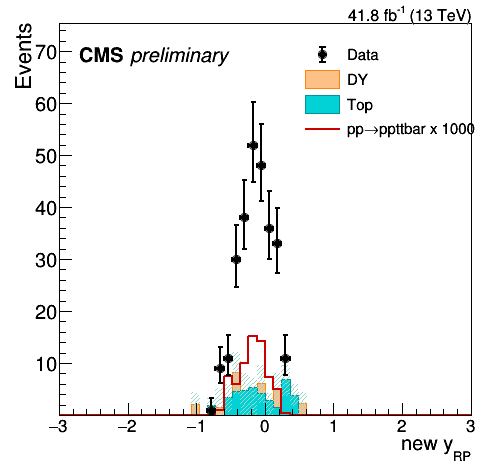 41.8 fb⁻¹ (13 TeV)
CMS preliminary
Events
Data
DY
Top
pp→ppttbar x 1000
70
60
50
40
30
20
10
−3 −2 −1 0 1 2 3
new y_RP